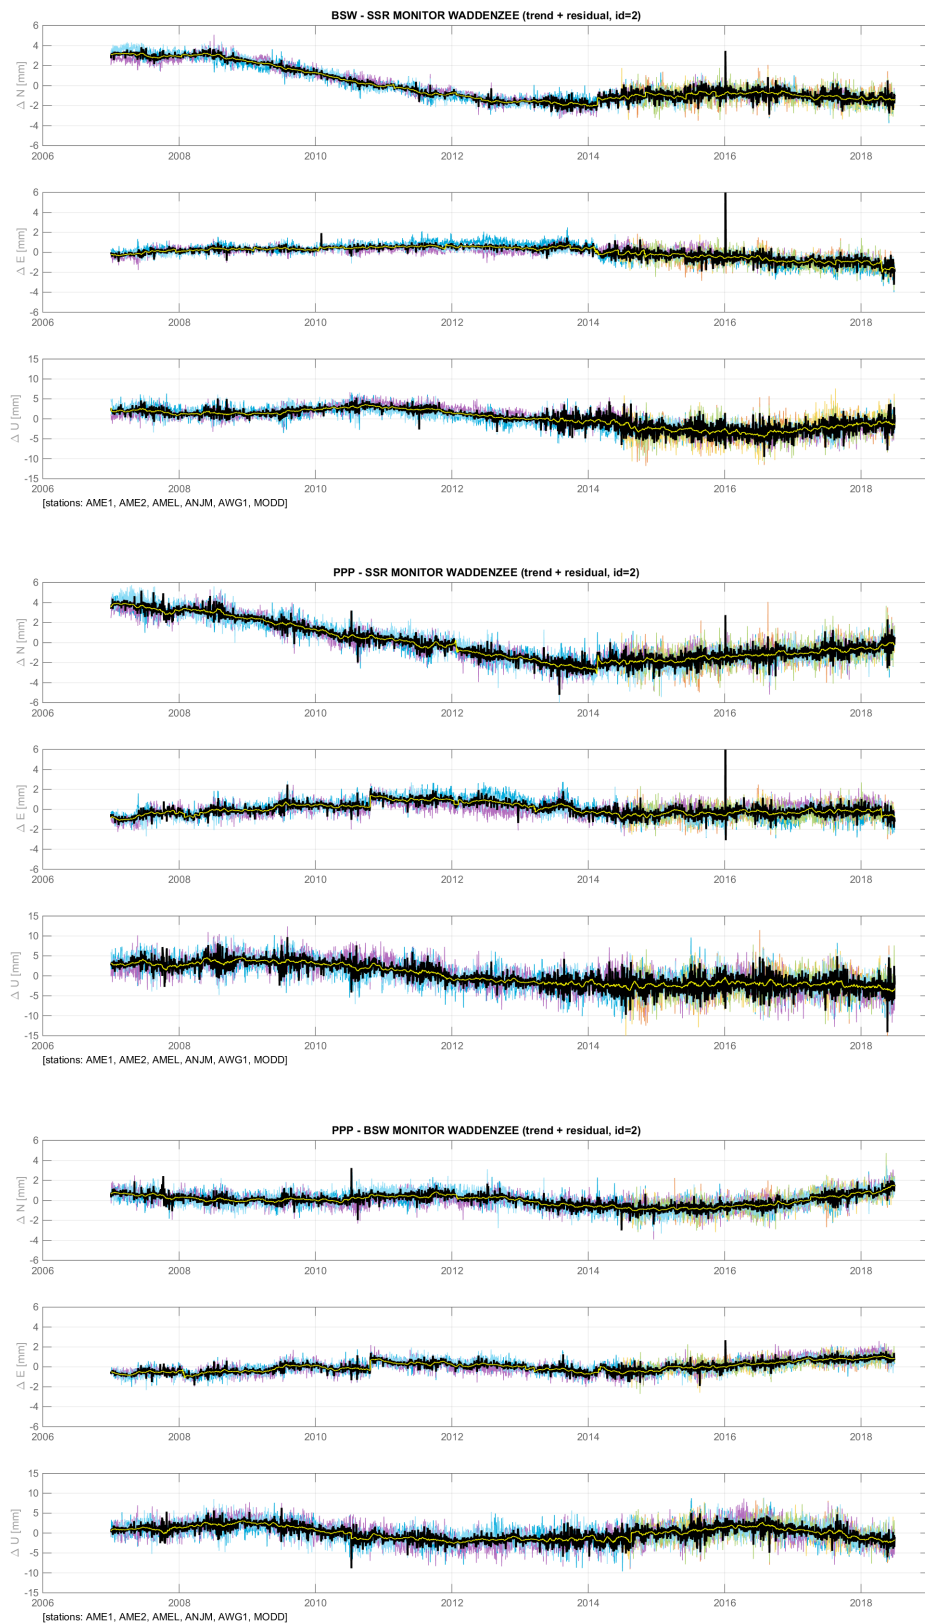 BSW - SSR MONITOR WADDENZEE (trend + residual, id=2)
6
4
2
0
-2
-4
-6
Δ N [mm]
2006 2008 2010 2012 2014 2016 2018
6
4
2
0
-2
-4
-6
Δ E [mm]
2006 2008 2010 2012 2014 2016 2018
15
10
5
0
-5
-10
-15
Δ U [mm]
2006 2008 2010 2012 2014 2016 2018
[stations: AME1, AME2, AMEL, ANJM, AWG1, MODD]
PPP - SSR MONITOR WADDENZEE (trend + residual, id=2)
6
4
2
0
-2
-4
-6
Δ N [mm]
2006 2008 2010 2012 2014 2016 2018
6
4
2
0
-2
-4
-6
Δ E [mm]
2006 2008 2010 2012 2014 2016 2018
15
10
5
0
-5
-10
-15
Δ U [mm]
2006 2008 2010 2012 2014 2016 2018
[stations: AME1, AME2, AMEL, ANJM, AWG1, MODD]
PPP - BSW MONITOR WADDENZEE (trend + residual, id=2)
6
4
2
0
-2
-4
-6
Δ N [mm]
2006 2008 2010 2012 2014 2016 2018
6
4
2
0
-2
-4
-6
Δ E [mm]
2006 2008 2010 2012 2014 2016 2018
15
10
5
0
-5
-10
-15
Δ U [mm]
2006 2008 2010 2012 2014 2016 2018
[stations: AME1, AME2, AMEL, ANJM, AWG1, MODD]